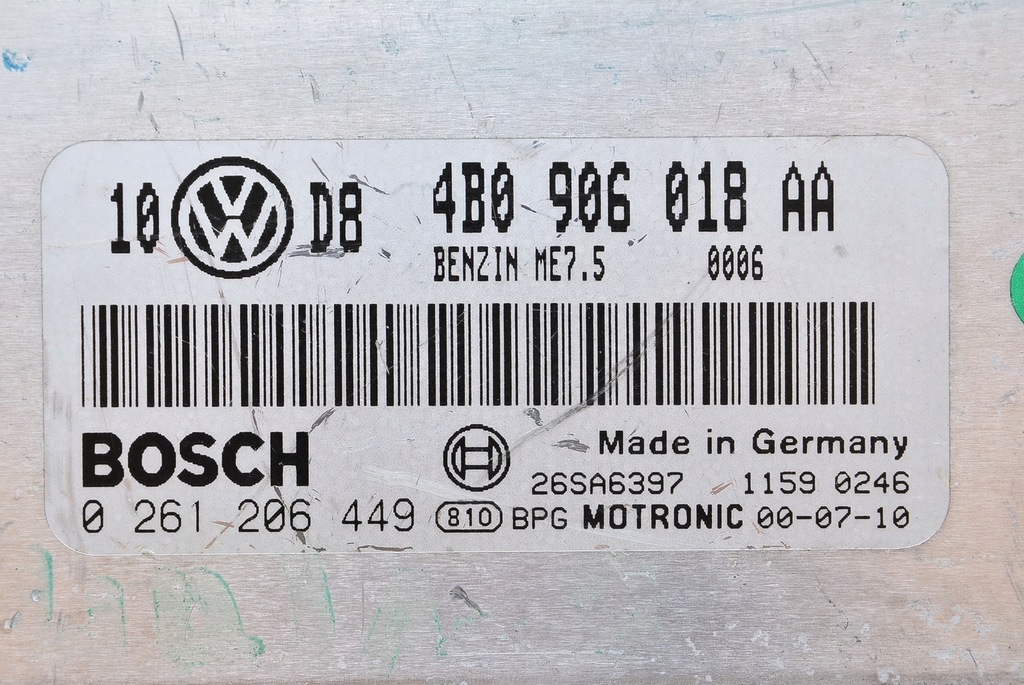 10 D8 4B0 906 018 AA
BENZIN ME7.5 0006
BOSCH Made in Germany
26SA6397 1159 0246
0 261 206 449 810 BPG MOTRONIC 00-07-10